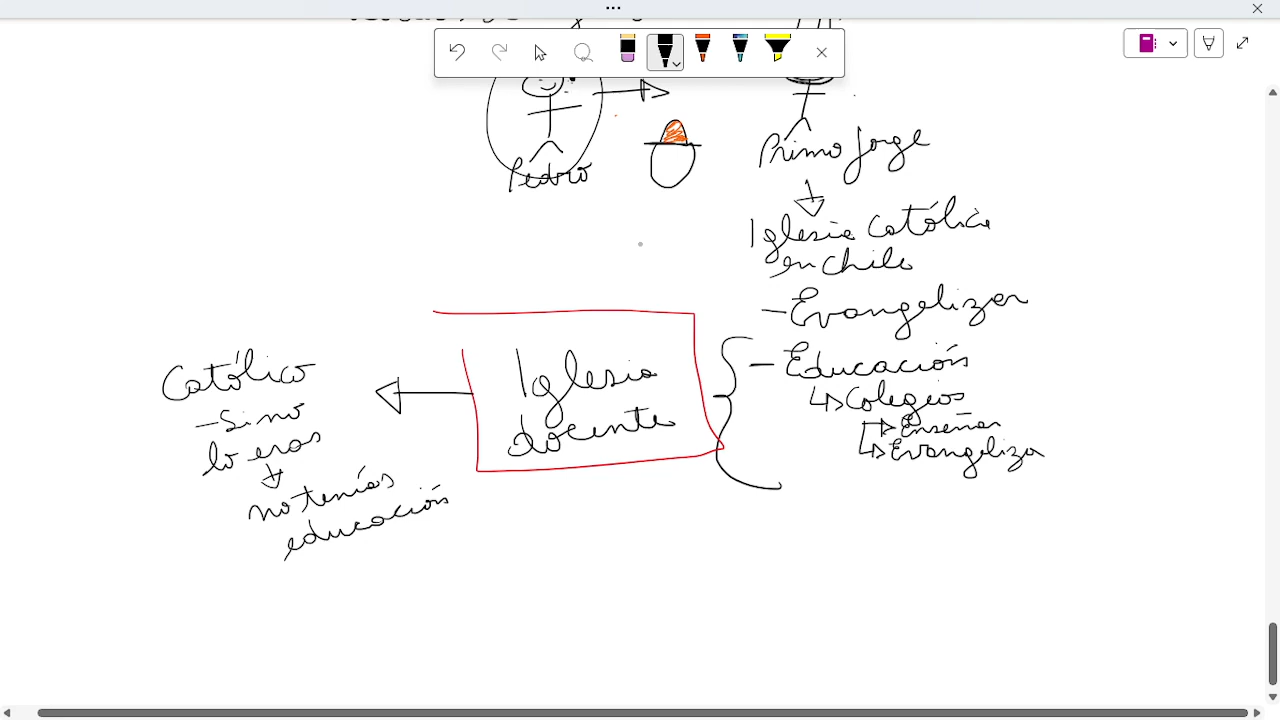 Pedro
Primo Jorge
Iglesia Católica
en Chile
- Evangelizar
- Educación
↳ Colegios
↳ Enseñar
↳ Evangelizar
Iglesia
docente
Católico
- Si no
lo eras
no tenías
educación